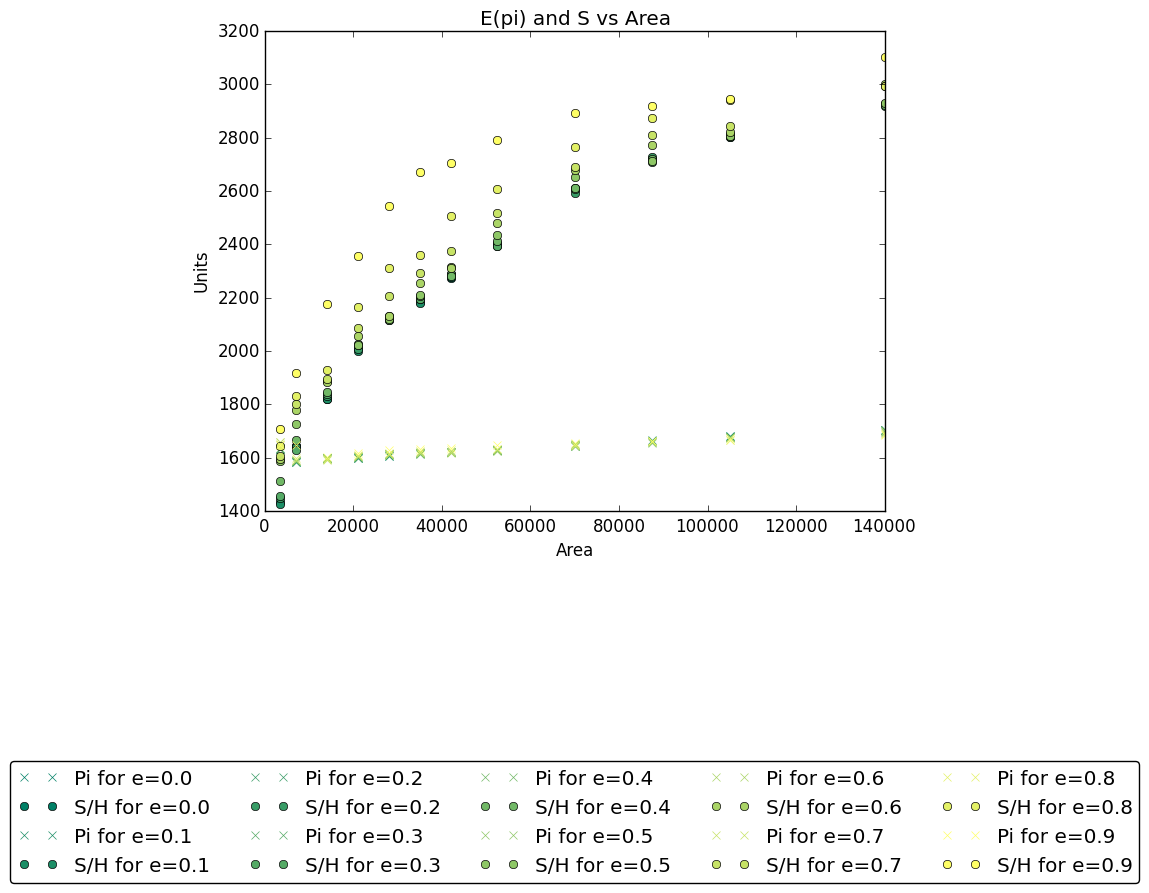 E(pi) and S vs Area
3200
3000
2800
2600
2400
2200
2000
1800
1600
1400
Units
0 20000 40000 60000 80000 100000 120000 140000
Area
Pi for e=0.0 Pi for e=0.2 Pi for e=0.4 Pi for e=0.6 Pi for e=0.8
S/H for e=0.0 S/H for e=0.2 S/H for e=0.4 S/H for e=0.6 S/H for e=0.8
Pi for e=0.1 Pi for e=0.3 Pi for e=0.5 Pi for e=0.7 Pi for e=0.9
S/H for e=0.1 S/H for e=0.3 S/H for e=0.5 S/H for e=0.7 S/H for e=0.9